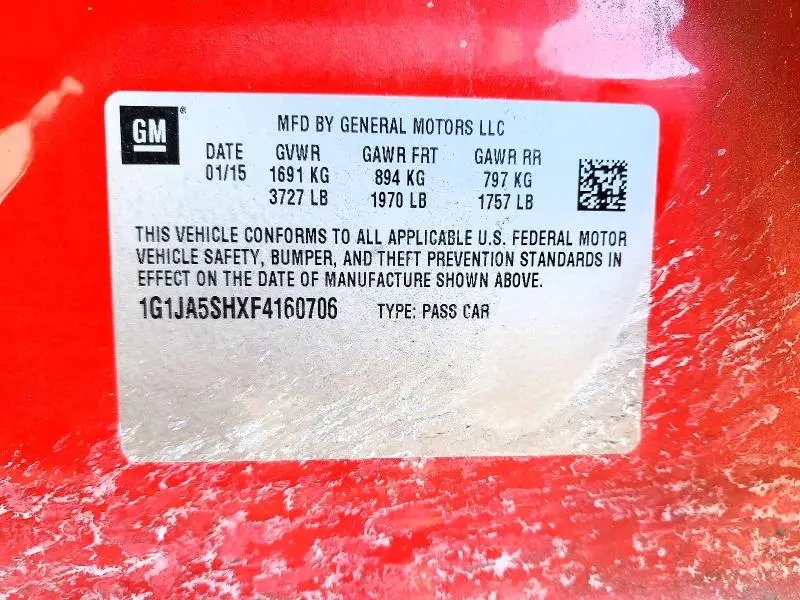 GM®
MFD BY GENERAL MOTORS LLC
DATE GVWR GAWR FRT GAWR RR
01/15 1691 KG 894 KG 797 KG
3727 LB 1970 LB 1757 LB
THIS VEHICLE CONFORMS TO ALL APPLICABLE U.S. FEDERAL MOTOR
VEHICLE SAFETY, BUMPER, AND THEFT PREVENTION STANDARDS IN
EFFECT ON THE DATE OF MANUFACTURE SHOWN ABOVE.
1G1JA5SHXF4160706 TYPE: PASS CAR